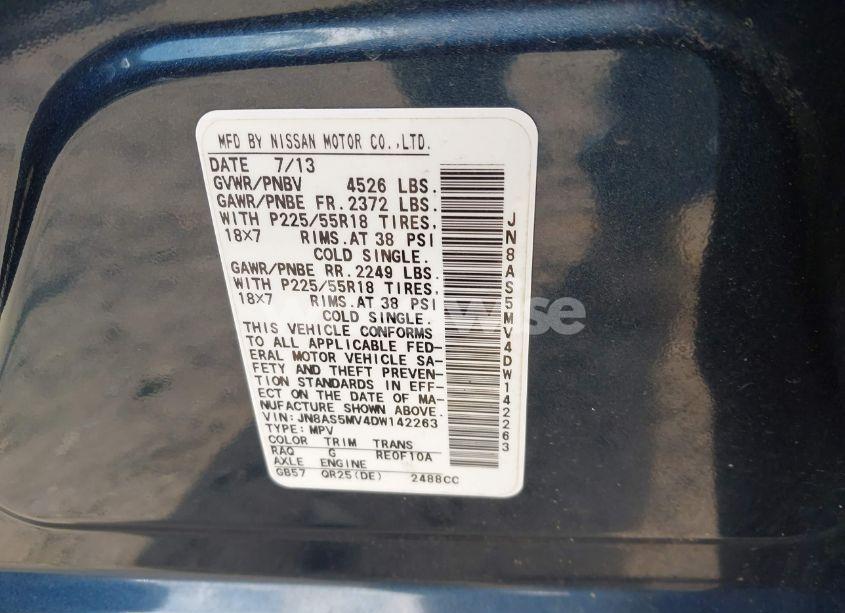 MFD BY NISSAN MOTOR CO.,LTD.
DATE 7/13
GVWR/PNBV 4526 LBS.
GAWR/PNBE FR.2372 LBS.
WITH P225/55R18 TIRES,
18X7 RIMS.AT 38 PSI
COLD SINGLE.
GAWR/PNBE RR.2249 LBS.
WITH P225/55R18 TIRES,
18X7 RIMS.AT 38 PSI
COLD SINGLE.
THIS VEHICLE CONFORMS
TO ALL APPLICABLE FED-
ERAL MOTOR VEHICLE SA-
FETY AND THEFT PREVEN-
TION STANDARDS IN EFF-
ECT ON THE DATE OF MA-
NUFACTURE SHOWN ABOVE.
VIN:JN8AS5MV4DW142263
TYPE:MPV
COLOR TRIM TRANS
RAQ G RE0F10A
AXLE ENGINE
GB57 QR25(DE) 2488CC
JN8AS5MV4DW142263